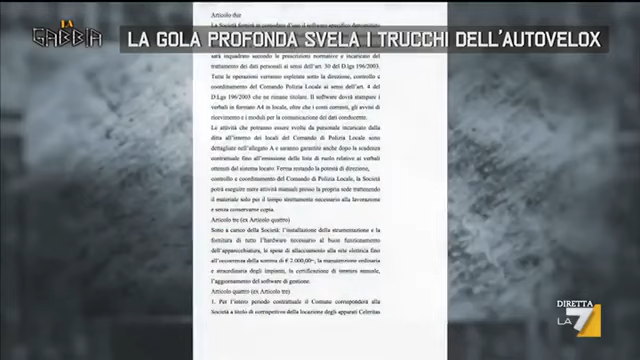 LA
GABBIA
LA GOLA PROFONDA SVELA I TRUCCHI DELL'AUTOVELOX
Articolo due
La Società fornirà in comodato d'uso il software specifico denominato
sarà inquadrato secondo le prescrizioni normative e incaricato del
trattamento dei dati personali ai sensi dell'art. 30 del D.lgs 196/2003.
Tutte le operazioni verranno espletate sotto la direzione, controllo e
coordinamento del Comando Polizia Locale ai sensi dell'art. 4 del
D.Lgs 196/2003 che ne rimane titolare. Il software dovrà stampare i
verbali in formato A4 in locale, oltre che i conti correnti, gli avvisi di
ricevimento e i moduli per la comunicazione dei dati conducente.
Le attività che potranno essere svolte da personale incaricato dalla
ditta all'interno dei locali del Comando di Polizia Locale sono
dettagliate nell'allegato A e saranno garantite anche dopo la scadenza
contrattuale fino all'emissione delle liste di ruolo relative ai verbali
ottenuti dal sistema locato. Ferma restando la potestà di direzione,
controllo e coordinamento del Comando di Polizia Locale, la Società
potrà eseguire mere attività manuali presso la propria sede trattenendo
il materiale solo per il tempo strettamente necessario alla lavorazione
e senza conservarne copia.
Articolo tre (ex Articolo quattro)
Sono a carico della Società: l'installazione della strumentazione e la
fornitura di tutto l'hardware necessario al buon funzionamento
dell'apparecchiatura, le spese di allacciamento alla rete elettrica fino
all'occorrenza della somma di € 2.000,00=, la manutenzione ordinaria
e straordinaria degli impianti, la certificazione di taratura annuale,
l'aggiornamento del software di gestione.
Articolo quattro (ex Articolo tre)
1. Per l'intero periodo contrattuale il Comune corrisponderà alla
Società a titolo di corrispettivo della locazione degli apparati Celeritas
DIRETTA
LA 7